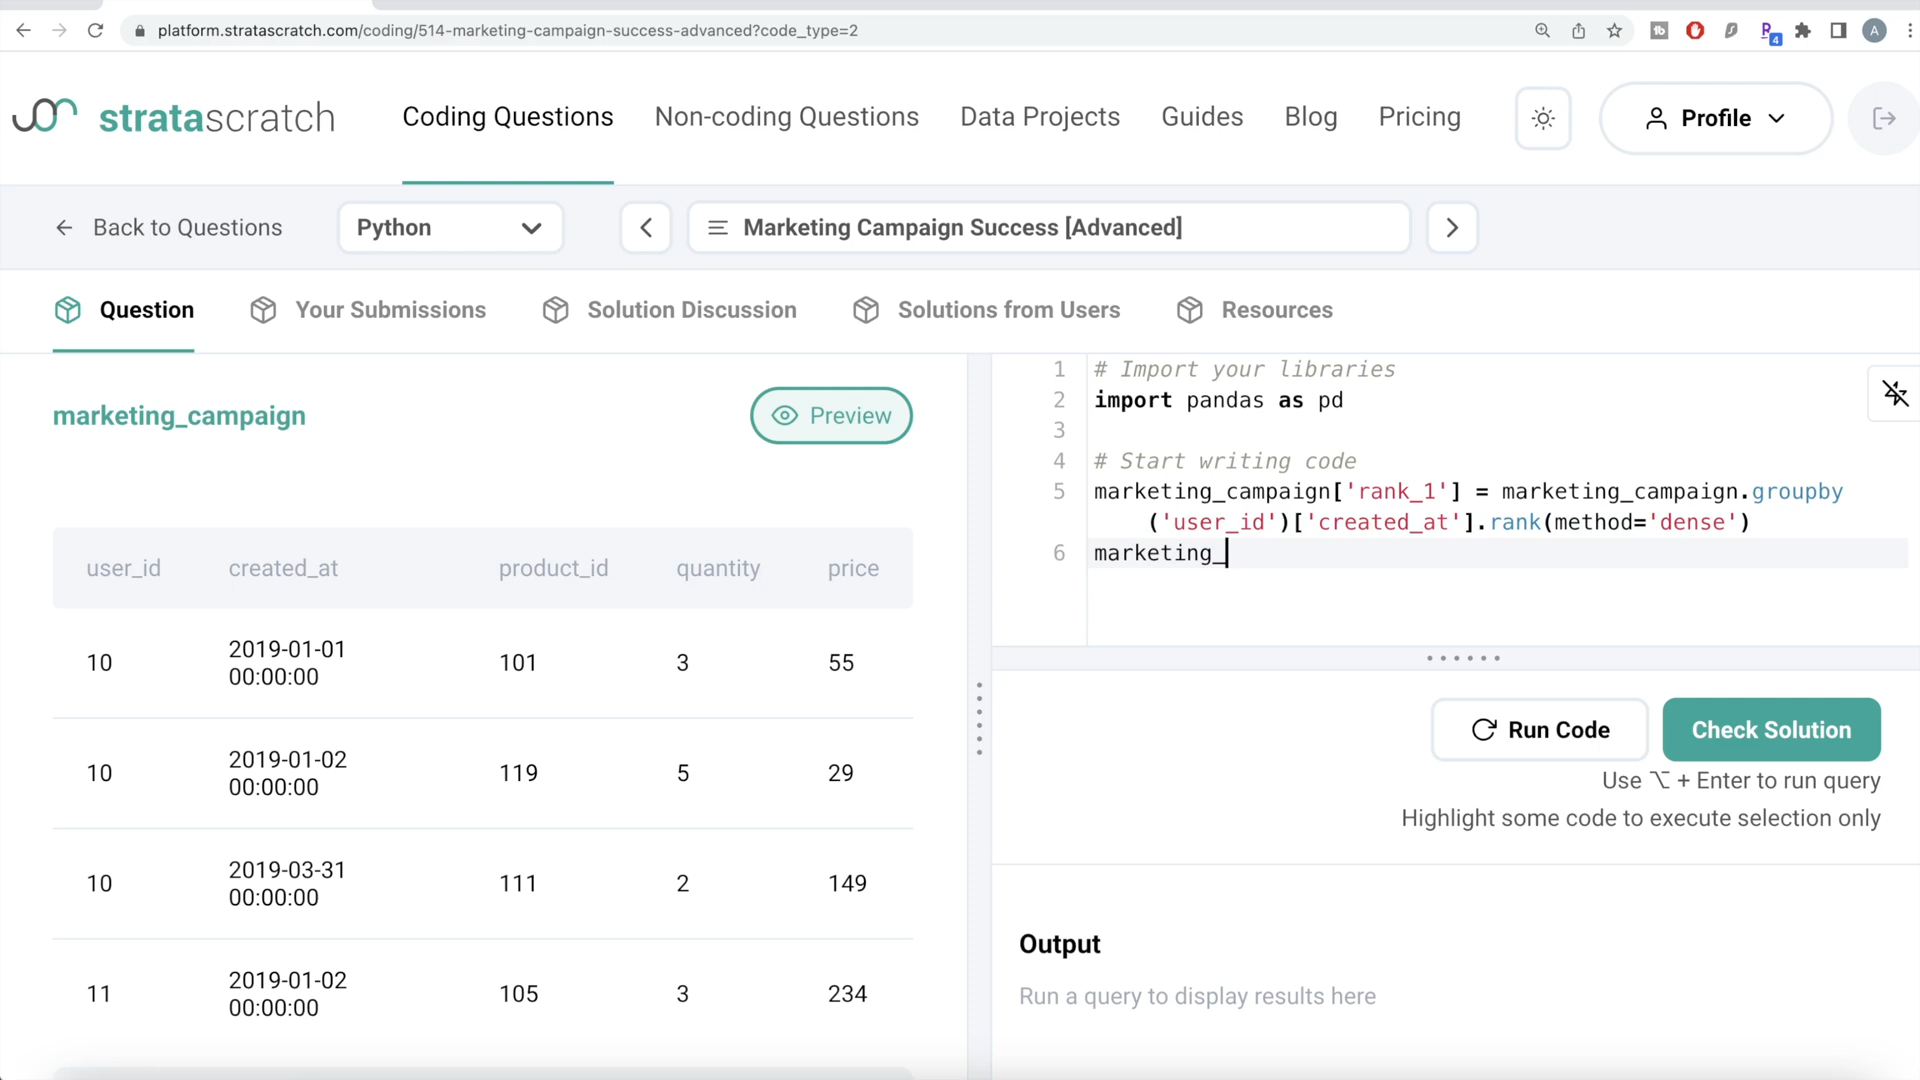 platform.stratascratch.com/coding/514-marketing-campaign-success-advanced?code_type=2
tb
4
A
stratascratch
Coding Questions
Non-coding Questions
Data Projects
Guides
Blog
Pricing
Profile
Back to Questions
Python
Marketing Campaign Success [Advanced]
Question
Your Submissions
Solution Discussion
Solutions from Users
Resources
marketing_campaign
Preview
user_id created_at product_id quantity price
10 2019-01-01 00:00:00 101 3 55
10 2019-01-02 00:00:00 119 5 29
10 2019-03-31 00:00:00 111 2 149
11 2019-01-02 00:00:00 105 3 234
1 # Import your libraries
2 import pandas as pd
3
4 # Start writing code
5 marketing_campaign['rank_1'] = marketing_campaign.groupby
('user_id')['created_at'].rank(method='dense')
6 marketing_
Run Code
Check Solution
Use ⌥ + Enter to run query
Highlight some code to execute selection only
Output
Run a query to display results here